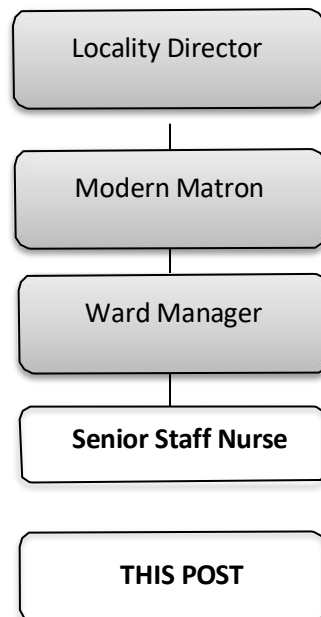 Locality Director
Modern Matron
Ward Manager
Senior Staff Nurse
THIS POST